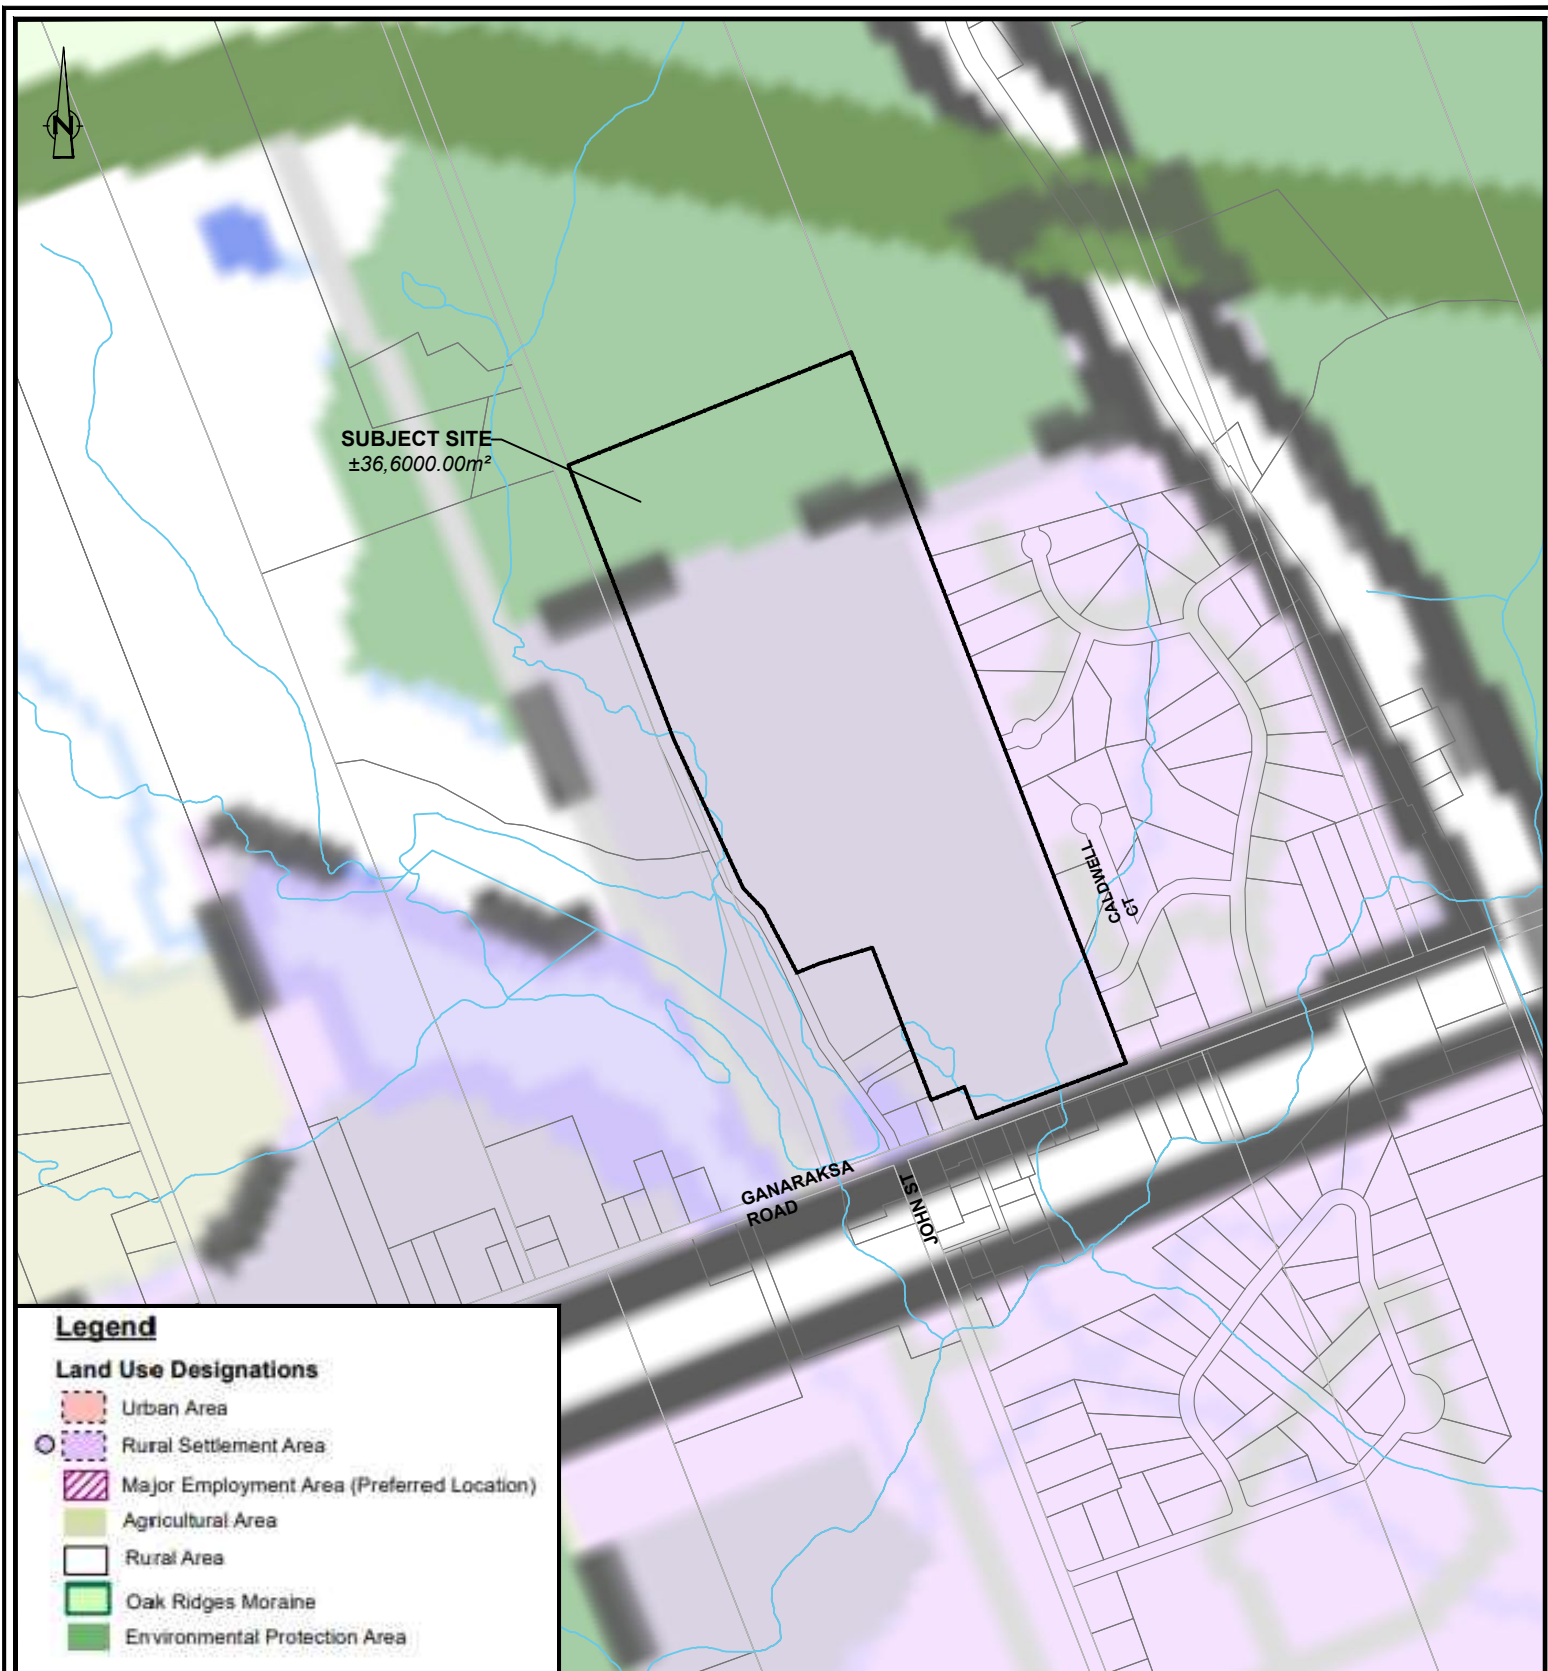 N
SUBJECT SITE
±36,6000.00m²
CALDWELL
CT
GANARAKSA
ROAD
JOHN ST
Legend
Land Use Designations
Urban Area
Rural Settlement Area
Major Employment Area (Preferred Location)
Agricultural Area
Rural Area
Oak Ridges Moraine
Environmental Protection Area